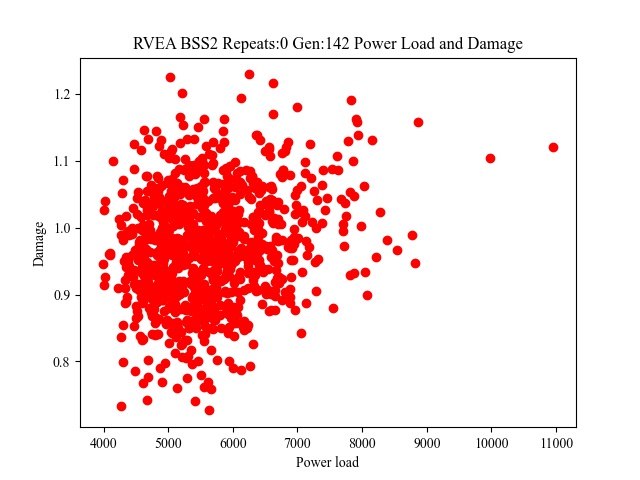 RVEA BSS2 Repeats:0 Gen:142 Power Load and Damage
1.2
1.1
1.0
0.9
0.8
Damage
4000 5000 6000 7000 8000 9000 10000 11000
Power load